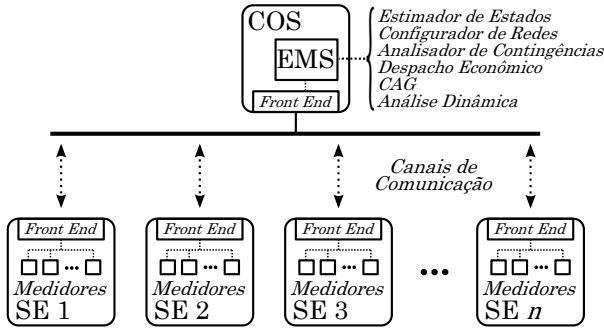 COS
EMS
Front End
Estimador de Estados
Configurador de Redes
Analisador de Contingências
Despacho Econômico
CAG
Análise Dinâmica
Canais de
Comunicação
Front End
...
Medidores
SE 1
Front End
...
Medidores
SE 2
Front End
...
Medidores
SE 3
...
Front End
...
Medidores
SE n